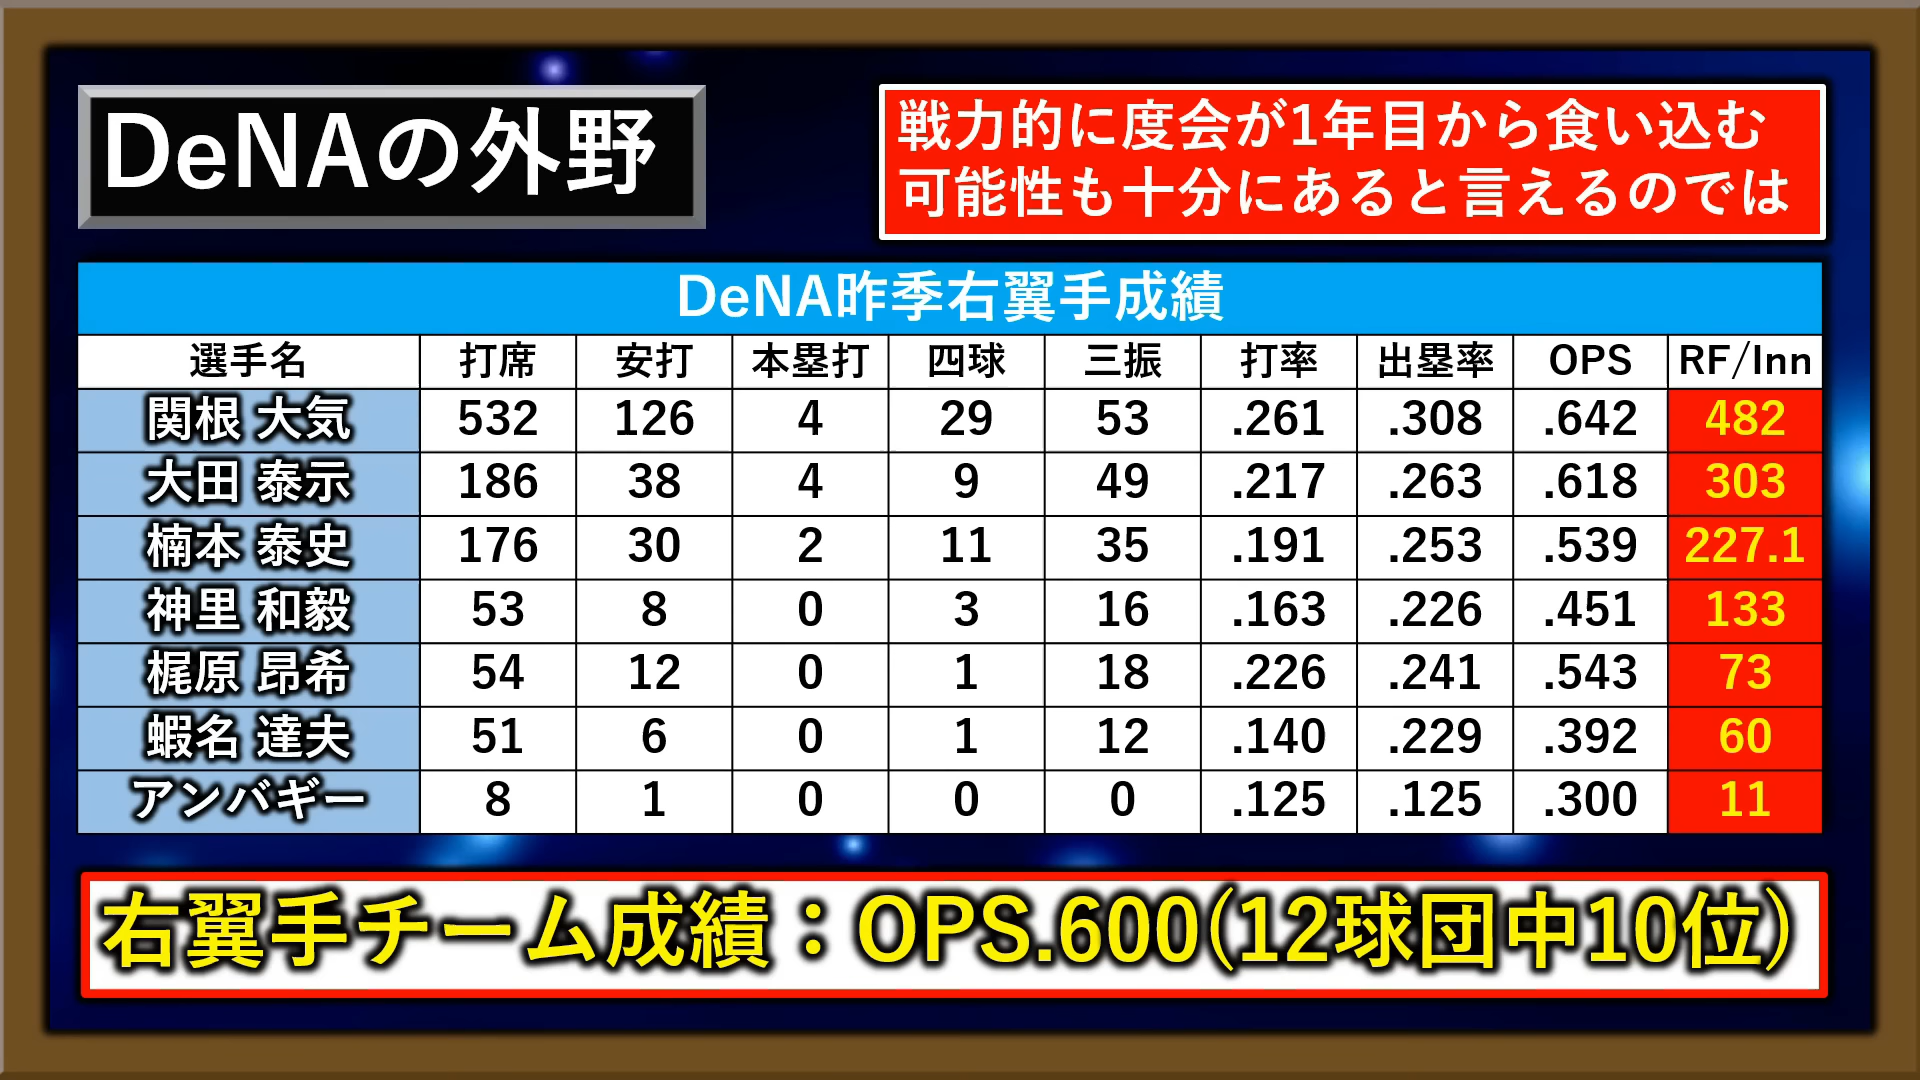 DeNAの外野
戦力的に度会が1年目から食い込む
可能性も十分にあると言えるのでは
DeNA昨季右翼手成績
選手名 打席 安打 本塁打 四球 三振 打率 出塁率 OPS RF/Inn
関根 大気 532 126 4 29 53 .261 .308 .642 482
大田 泰示 186 38 4 9 49 .217 .263 .618 303
楠本 泰史 176 30 2 11 35 .191 .253 .539 227.1
神里 和毅 53 8 0 3 16 .163 .226 .451 133
梶原 昂希 54 12 0 1 18 .226 .241 .543 73
蝦名 達夫 51 6 0 1 12 .140 .229 .392 60
アンバギー 8 1 0 0 0 .125 .125 .300 11
右翼手チーム成績：OPS.600(12球団中10位)